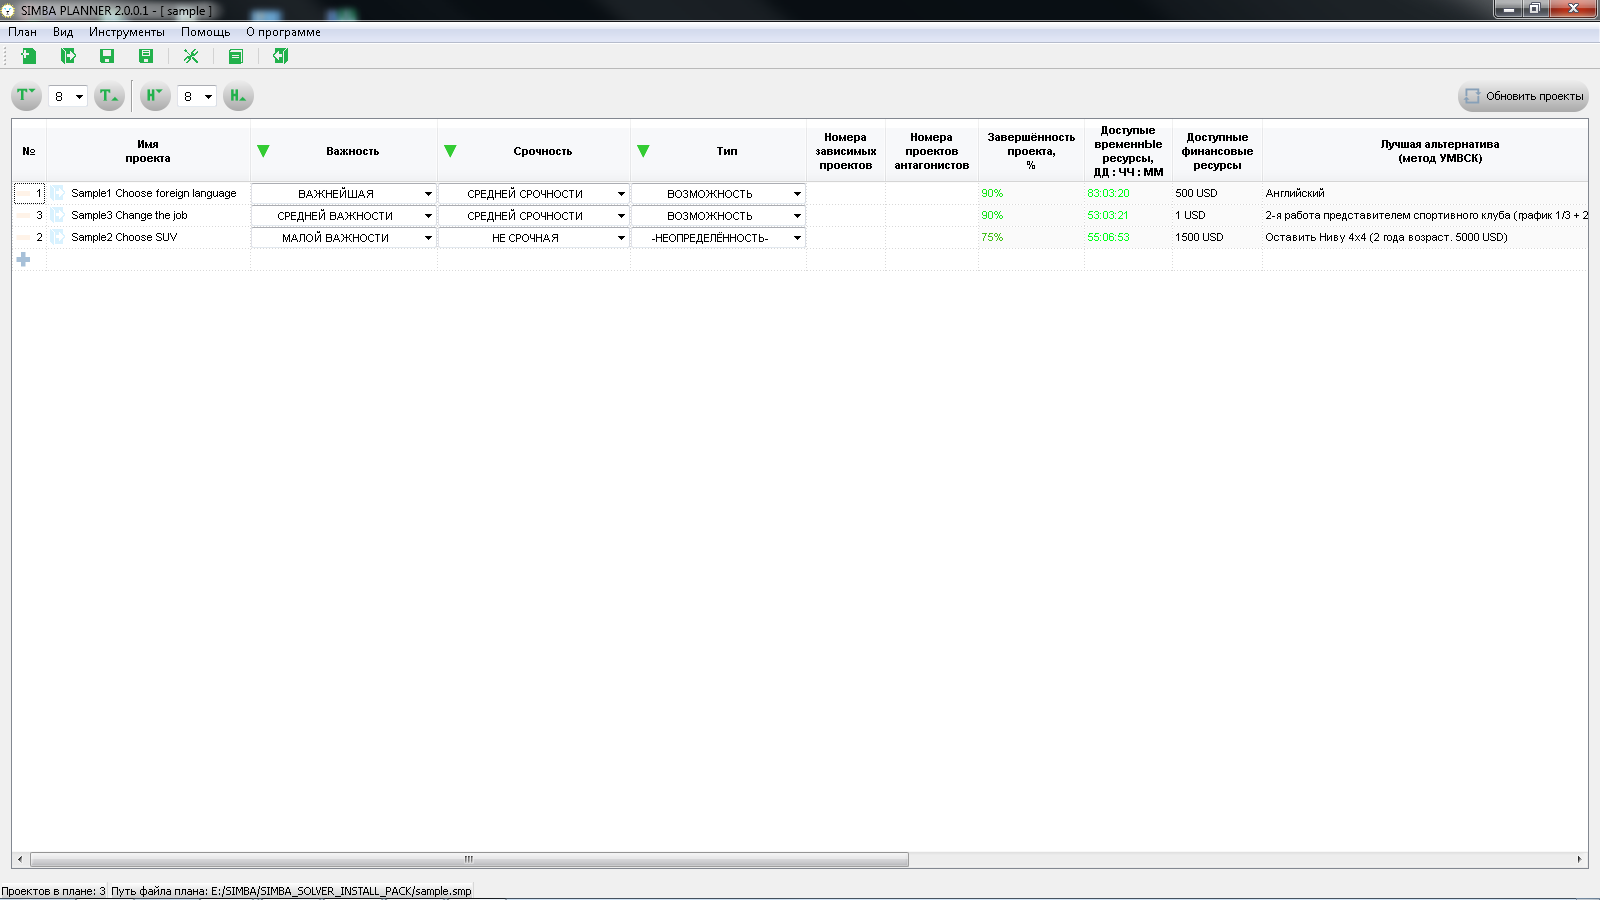 SIMBA PLANNER 2.0.0.1 - [ sample ]
План Вид Инструменты Помощь О программе
T 8 T H 8 H Обновить проекты
№ Имя проекта Важность Срочность Тип Номера зависимых проектов Номера проектов антагонистов Завершённость проекта, % Доступые временнЫе ресурсы, ДД : ЧЧ : ММ Доступные финансовые ресурсы Лучшая альтернатива (метод УМВСК)
1 Sample1 Choose foreign language ВАЖНЕЙШАЯ СРЕДНЕЙ СРОЧНОСТИ ВОЗМОЖНОСТЬ 90% 83:03:20 500 USD Английский
3 Sample3 Change the job СРЕДНЕЙ ВАЖНОСТИ СРЕДНЕЙ СРОЧНОСТИ ВОЗМОЖНОСТЬ 90% 53:03:21 1 USD 2-я работа представителем спортивного клуба (график 1/3 + 2
2 Sample2 Choose SUV МАЛОЙ ВАЖНОСТИ НЕ СРОЧНАЯ -НЕОПРЕДЕЛЁННОСТЬ- 75% 55:06:53 1500 USD Оставить Ниву 4x4 (2 года возраст. 5000 USD)
Проектов в плане: 3 Путь файла плана: E:/SIMBA/SIMBA_SOLVER_INSTALL_PACK/sample.smp